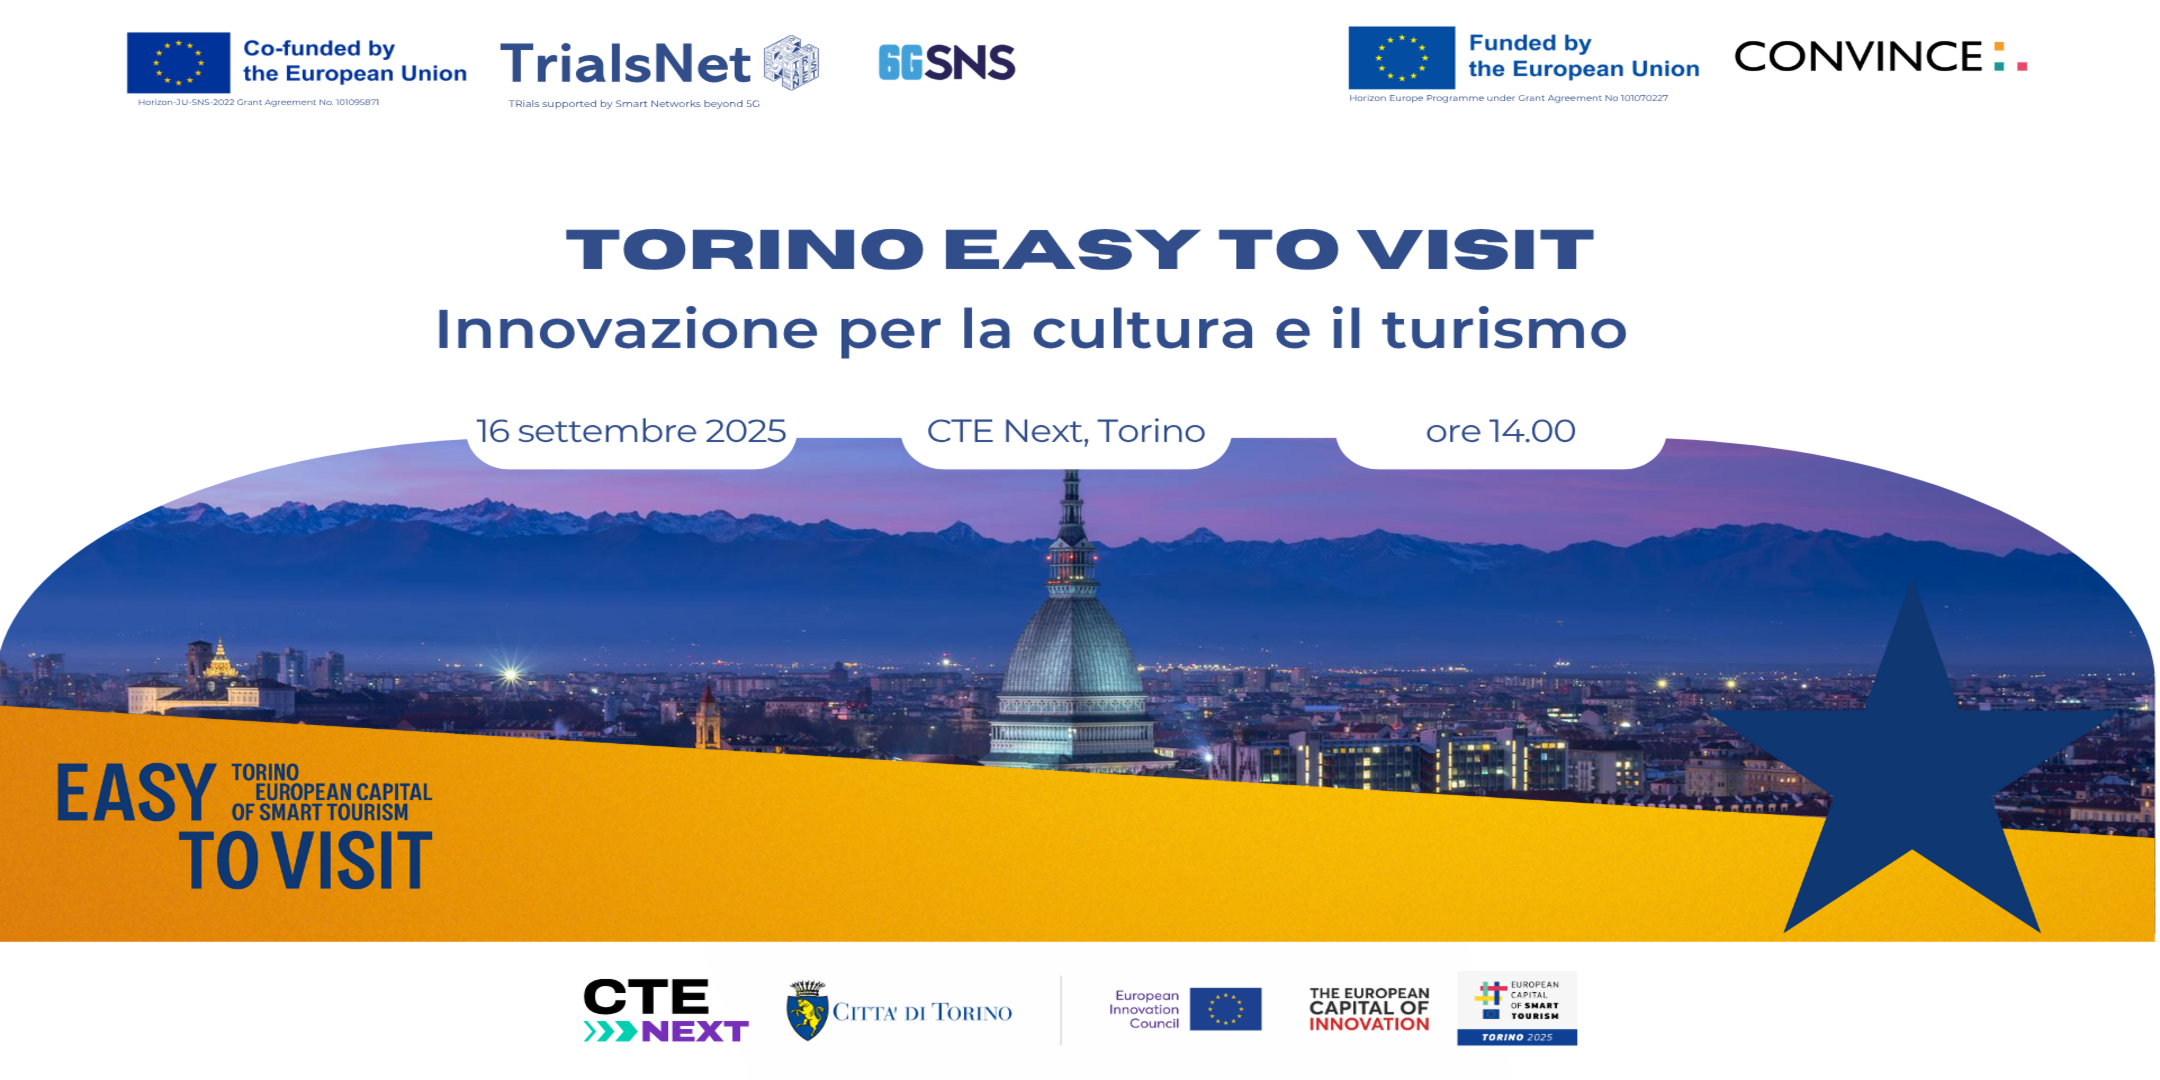 Co-funded by
the European Union
Horizon-JU-SNS-2022 Grant Agreement No. 101095871
TrialsNet
TRials supported by Smart Networks beyond 5G
6GSNS
Funded by
the European Union
Horizon Europe Programme under Grant Agreement No 101070227
CONVINCE
TORINO EASY TO VISIT
Innovazione per la cultura e il turismo
16 settembre 2025
CTE Next, Torino
ore 14.00
EASY
TORINO
EUROPEAN CAPITAL
OF SMART TOURISM
TO VISIT
CTE
NEXT
CITTA' DI TORINO
European
Innovation
Council
THE EUROPEAN
CAPITAL OF
INNOVATION
EUROPEAN
CAPITAL
OF SMART
TOURISM
TORINO 2025